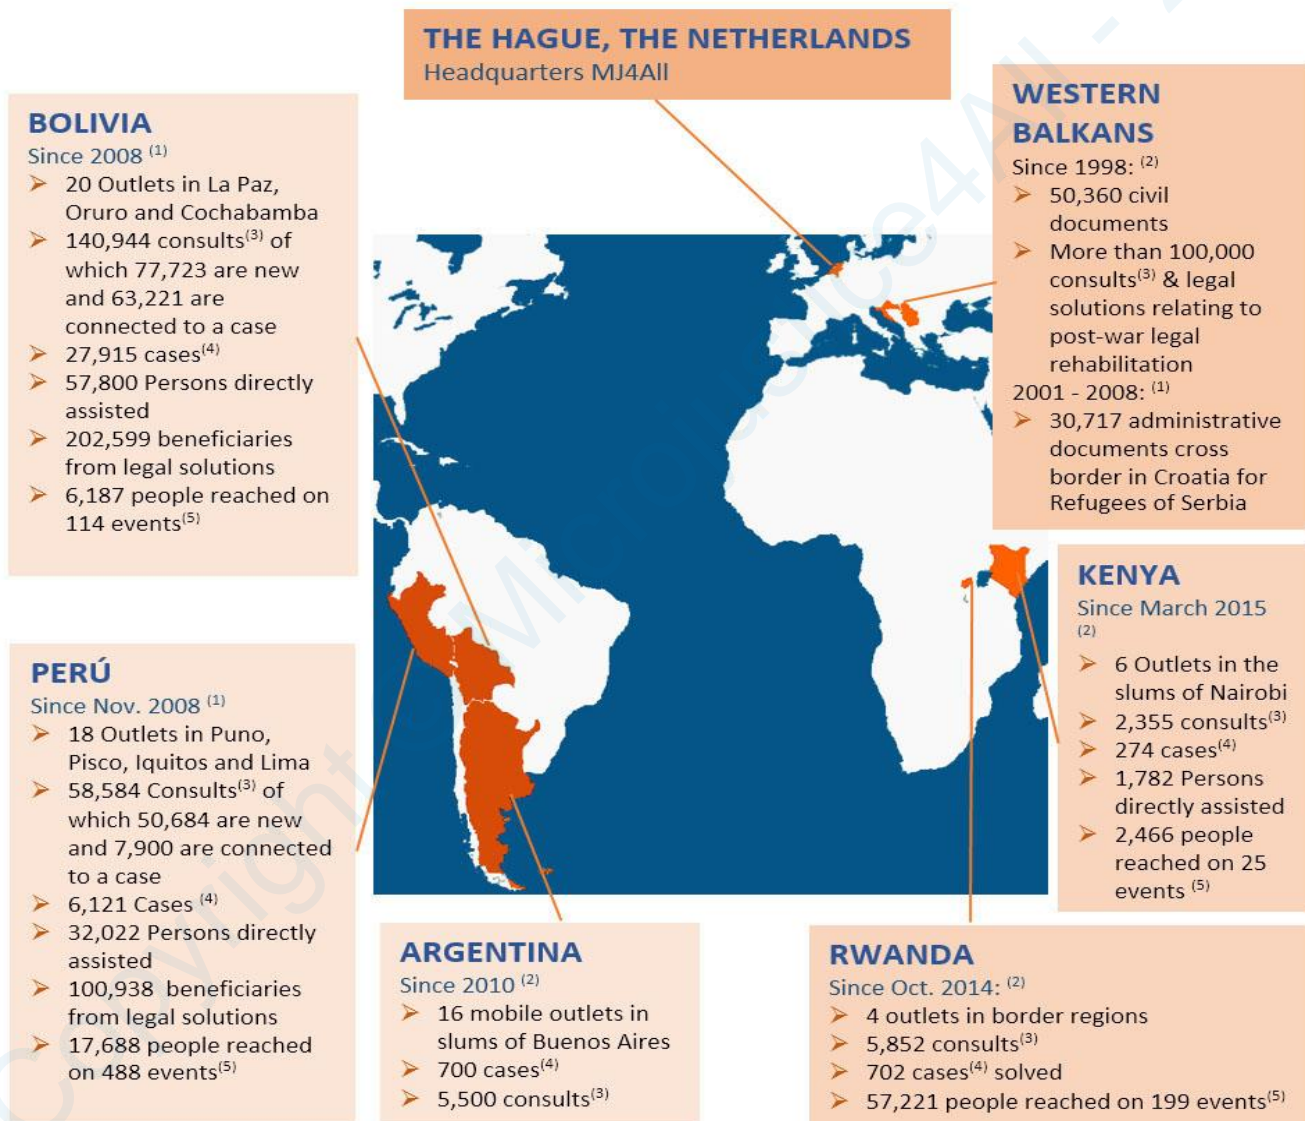 THE HAGUE, THE NETHERLANDS
Headquarters MJ4All
BOLIVIA
Since 2008 (1)
➢ 20 Outlets in La Paz,
Oruro and Cochabamba
➢ 140,944 consults(3) of
which 77,723 are new
and 63,221 are
connected to a case
➢ 27,915 cases(4)
➢ 57,800 Persons directly
assisted
➢ 202,599 beneficiaries
from legal solutions
➢ 6,187 people reached on
114 events(5)
WESTERN
BALKANS
Since 1998: (2)
➢ 50,360 civil
documents
➢ More than 100,000
consults(3) & legal
solutions relating to
post-war legal
rehabilitation
2001 - 2008: (1)
➢ 30,717 administrative
documents cross
border in Croatia for
Refugees of Serbia
PERÚ
Since Nov. 2008 (1)
➢ 18 Outlets in Puno,
Pisco, Iquitos and Lima
➢ 58,584 Consults(3) of
which 50,684 are new
and 7,900 are connected
to a case
➢ 6,121 Cases (4)
➢ 32,022 Persons directly
assisted
➢ 100,938 beneficiaries
from legal solutions
➢ 17,688 people reached
on 488 events(5)
KENYA
Since March 2015
(2)
➢ 6 Outlets in the
slums of Nairobi
➢ 2,355 consults(3)
➢ 274 cases(4)
➢ 1,782 Persons
directly assisted
➢ 2,466 people
reached on 25
events (5)
ARGENTINA
Since 2010 (2)
➢ 16 mobile outlets in
slums of Buenos Aires
➢ 700 cases(4)
➢ 5,500 consults(3)
RWANDA
Since Oct. 2014: (2)
➢ 4 outlets in border regions
➢ 5,852 consults(3)
➢ 702 cases(4) solved
➢ 57,221 people reached on 199 events(5)
Copyright © Microjustice4All -